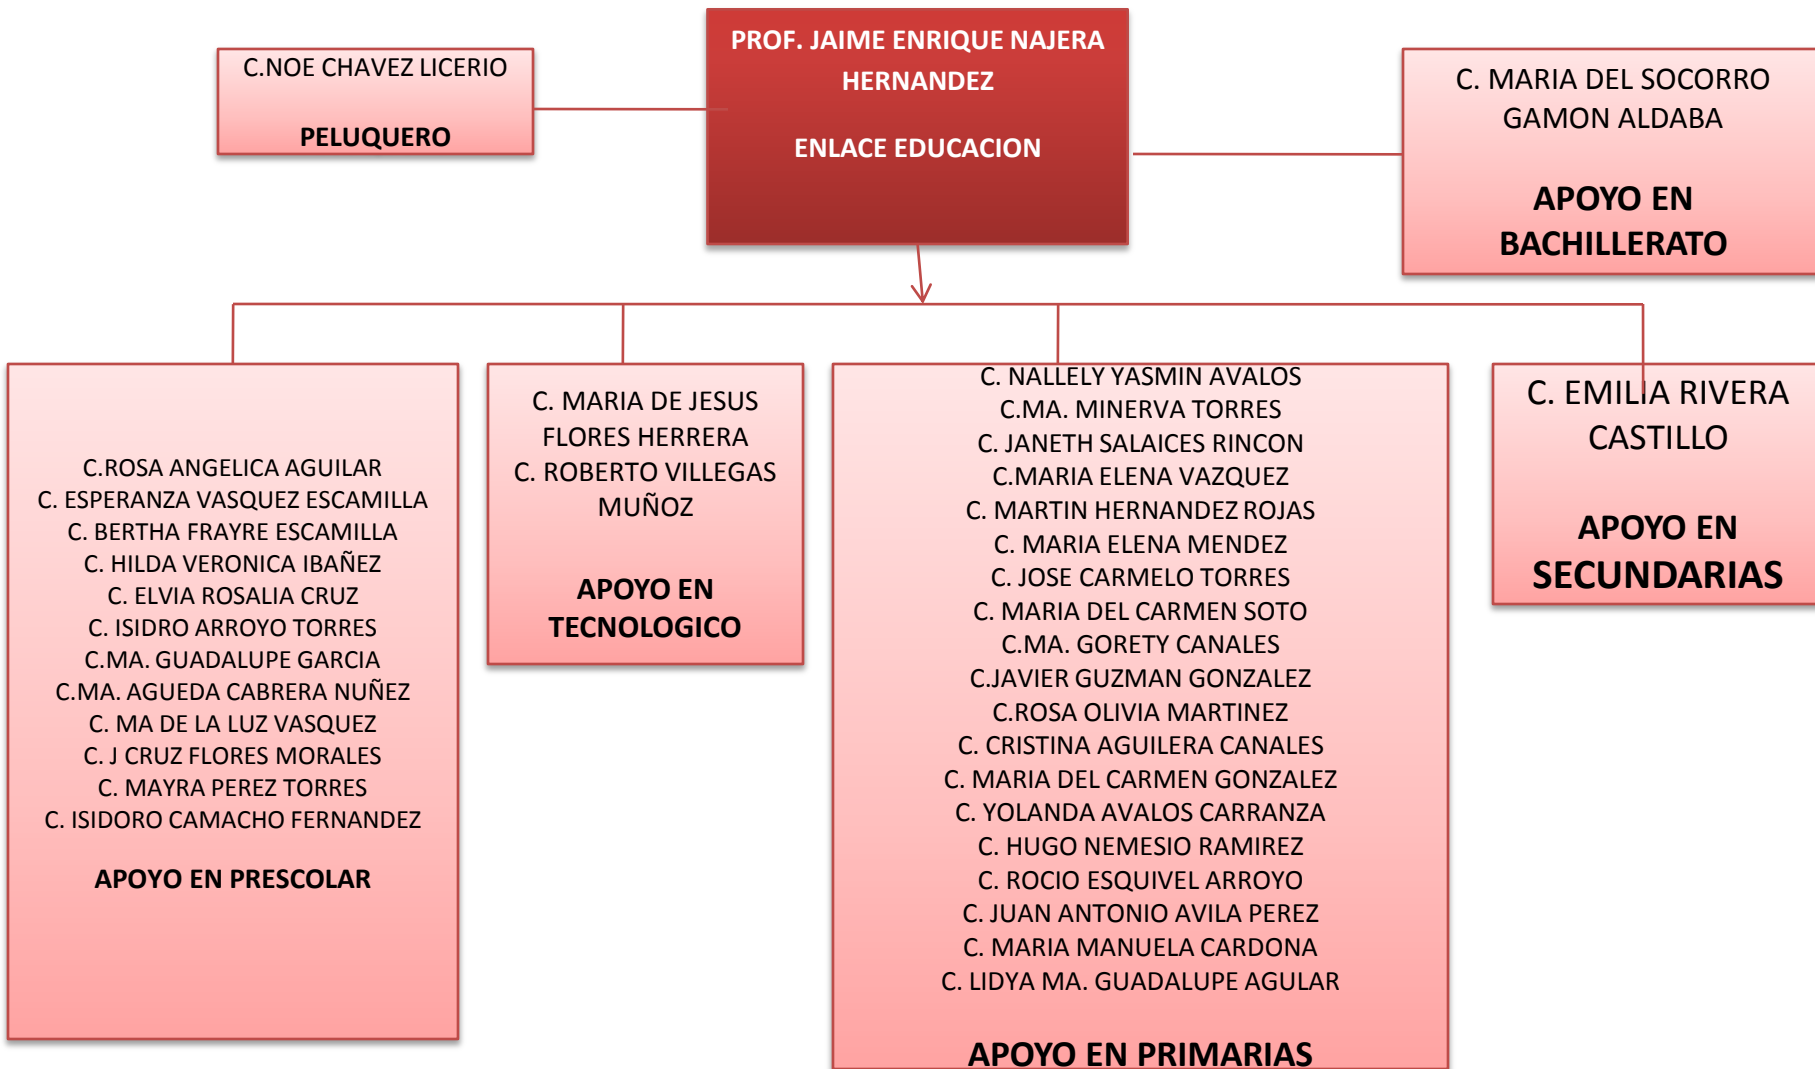 C.NOE CHAVEZ LICERIO
PELUQUERO
PROF. JAIME ENRIQUE NAJERA
HERNANDEZ
ENLACE EDUCACION
C. MARIA DEL SOCORRO
GAMON ALDABA
APOYO EN
BACHILLERATO
C.ROSA ANGELICA AGUILAR
C. ESPERANZA VASQUEZ ESCAMILLA
C. BERTHA FRAYRE ESCAMILLA
C. HILDA VERONICA IBAÑEZ
C. ELVIA ROSALIA CRUZ
C. ISIDRO ARROYO TORRES
C.MA. GUADALUPE GARCIA
C.MA. AGUEDA CABRERA NUÑEZ
C. MA DE LA LUZ VASQUEZ
C. J CRUZ FLORES MORALES
C. MAYRA PEREZ TORRES
C. ISIDORO CAMACHO FERNANDEZ
APOYO EN PRESCOLAR
C. MARIA DE JESUS
FLORES HERRERA
C. ROBERTO VILLEGAS
MUÑOZ
APOYO EN
TECNOLOGICO
C. NALLELY YASMIN AVALOS
C.MA. MINERVA TORRES
C. JANETH SALAICES RINCON
C.MARIA ELENA VAZQUEZ
C. MARTIN HERNANDEZ ROJAS
C. MARIA ELENA MENDEZ
C. JOSE CARMELO TORRES
C. MARIA DEL CARMEN SOTO
C.MA. GORETY CANALES
C.JAVIER GUZMAN GONZALEZ
C.ROSA OLIVIA MARTINEZ
C. CRISTINA AGUILERA CANALES
C. MARIA DEL CARMEN GONZALEZ
C. YOLANDA AVALOS CARRANZA
C. HUGO NEMESIO RAMIREZ
C. ROCIO ESQUIVEL ARROYO
C. JUAN ANTONIO AVILA PEREZ
C. MARIA MANUELA CARDONA
C. LIDYA MA. GUADALUPE AGULAR
APOYO EN PRIMARIAS
C. EMILIA RIVERA
CASTILLO
APOYO EN
SECUNDARIAS